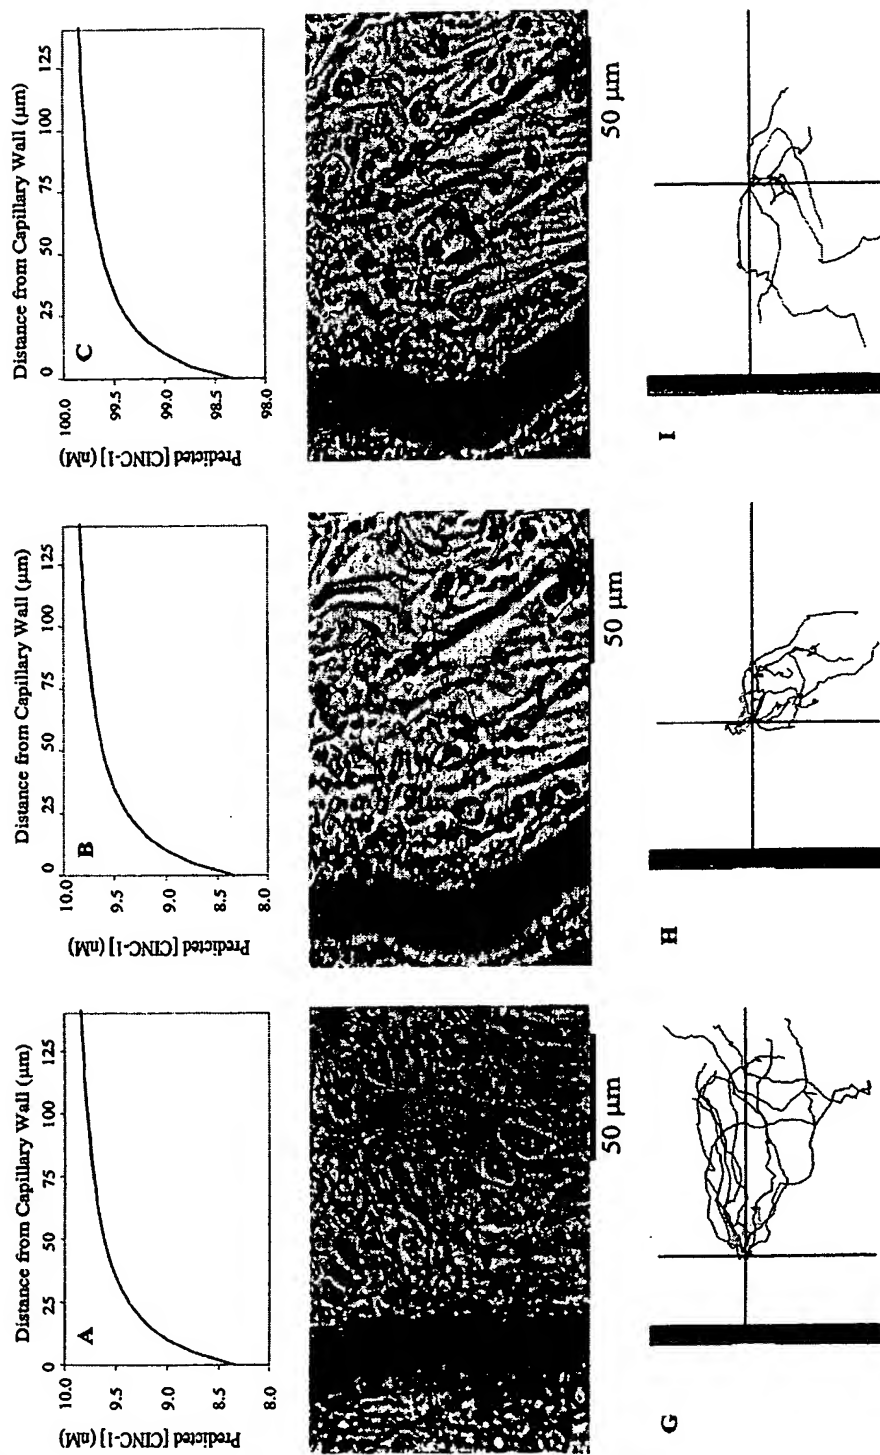 Distance from Capillary Wall (µm)
0 25 50 75 100 125
A
10.0
9.5
9.0
8.5
8.0
Predicted [CINC-1] (nM)
50 µm
G
Distance from Capillary Wall (µm)
0 25 50 75 100 125
B
10.0
9.5
9.0
8.5
8.0
Predicted [CINC-1] (nM)
50 µm
H
Distance from Capillary Wall (µm)
0 25 50 75 100 125
C
100.0
99.5
99.0
98.5
98.0
Predicted [CINC-1] (nM)
50 µm
I